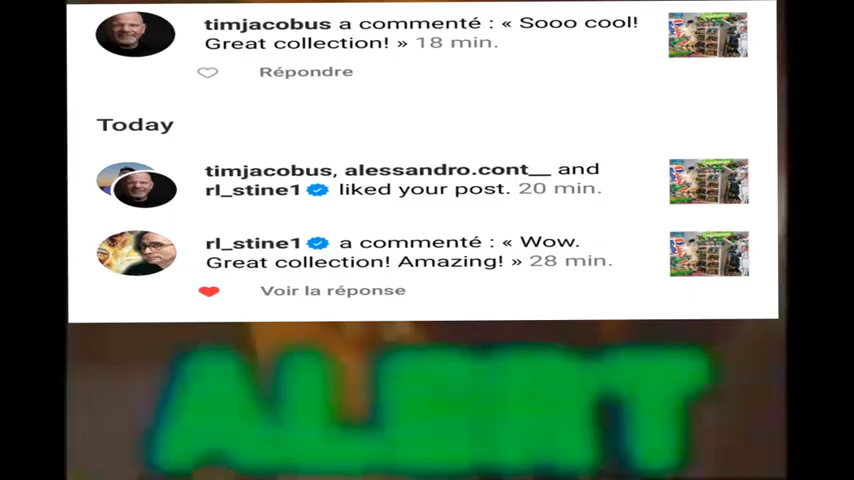 timjacobus a commenté : « Sooo cool!
Great collection! » 18 min.
Répondre
Today
timjacobus, alessandro.cont__ and
rl_stine1 liked your post. 20 min.
rl_stine1 a commenté : « Wow.
Great collection! Amazing! » 28 min.
Voir la réponse
ALERT